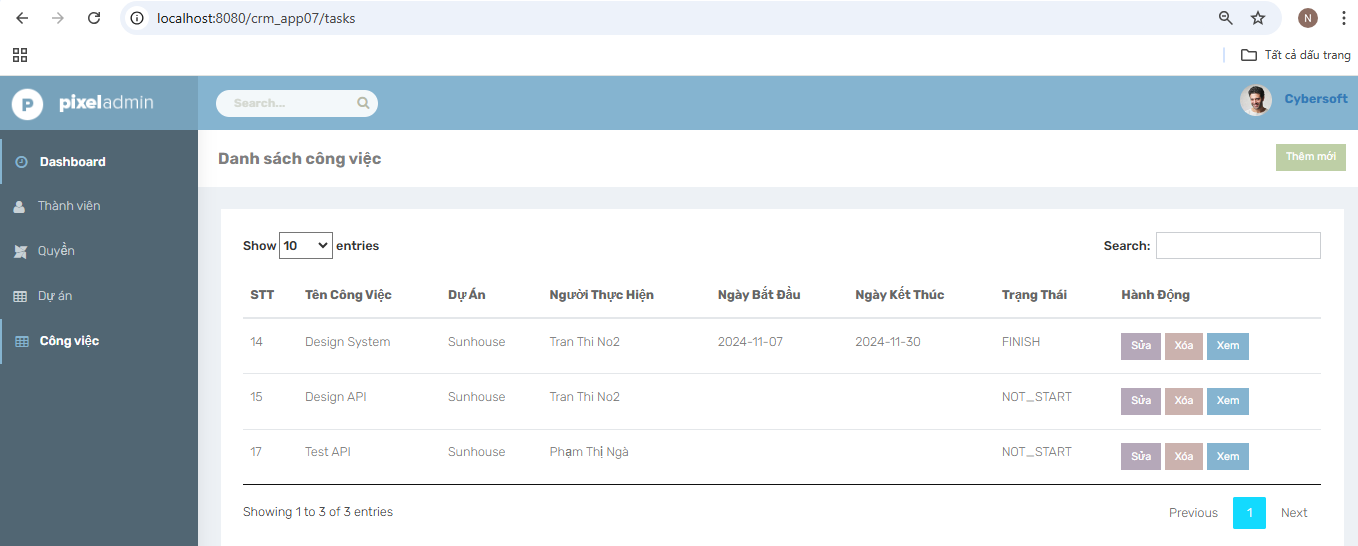 localhost:8080/crm_app07/tasks
N
Tất cả dấu trang
P pixeladmin
Search...
Cybersoft
Dashboard
Thành viên
Quyền
Dự án
Công việc
Danh sách công việc
Thêm mới
Show 10 entries
Search:
STT Tên Công Việc Dự Án Người Thực Hiện Ngày Bắt Đầu Ngày Kết Thúc Trạng Thái Hành Động
14 Design System Sunhouse Tran Thi No2 2024-11-07 2024-11-30 FINISH Sửa Xóa Xem
15 Design API Sunhouse Tran Thi No2 NOT_START Sửa Xóa Xem
17 Test API Sunhouse Phạm Thị Ngà NOT_START Sửa Xóa Xem
Showing 1 to 3 of 3 entries
Previous 1 Next